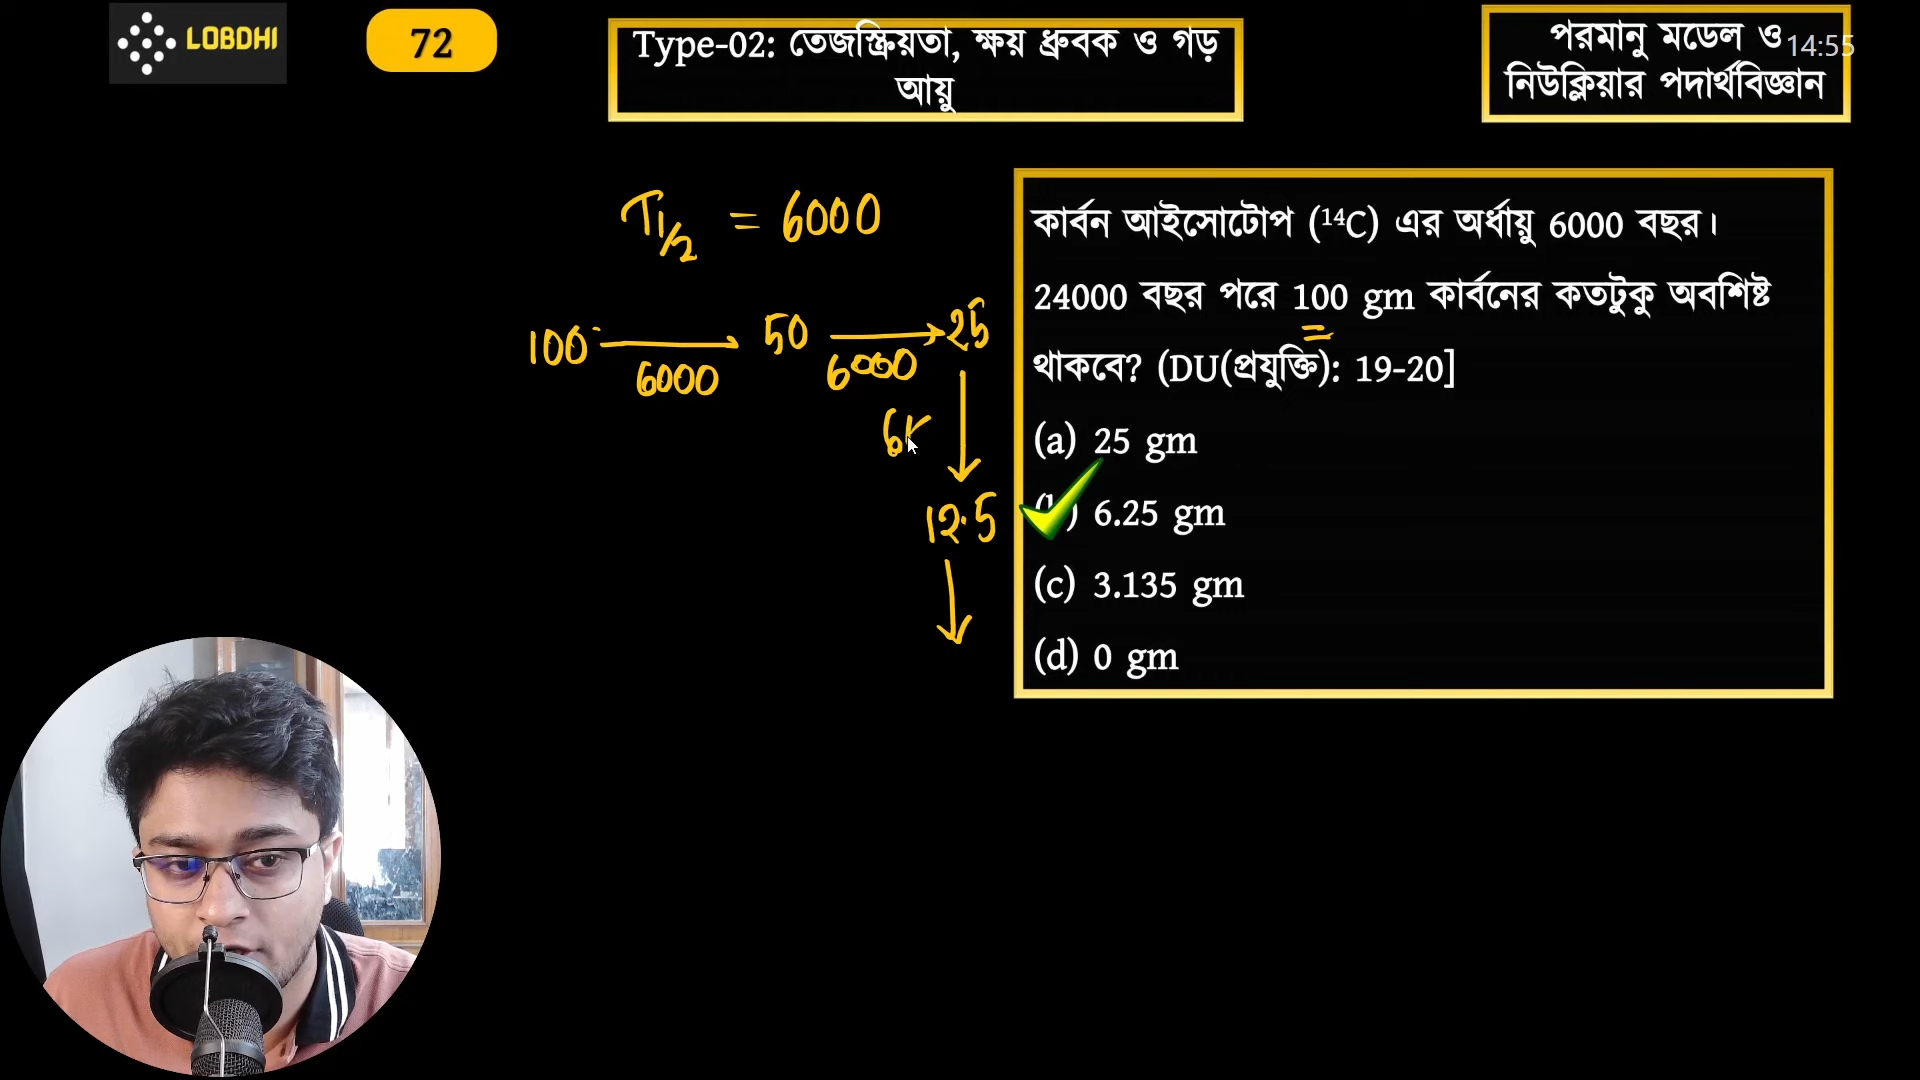 LOBDHI
72
Type-02: তেজস্ক্রিয়তা, ক্ষয় ধ্রুবক ও গড়
আয়ু
পরমানু মডেল ও
14:55
নিউক্লিয়ার পদার্থবিজ্ঞান
T1/2 = 6000
100 → 50 → 25
6000 6000
6K
12.5
কার্বন আইসোটোপ (¹⁴C) এর অর্ধায়ু 6000 বছর।
24000 বছর পরে 100 gm কার্বনের কতটুকু অবশিষ্ট
থাকবে? (DU(প্রযুক্তি): 19-20]
(a) 25 gm
6.25 gm
(c) 3.135 gm
(d) 0 gm